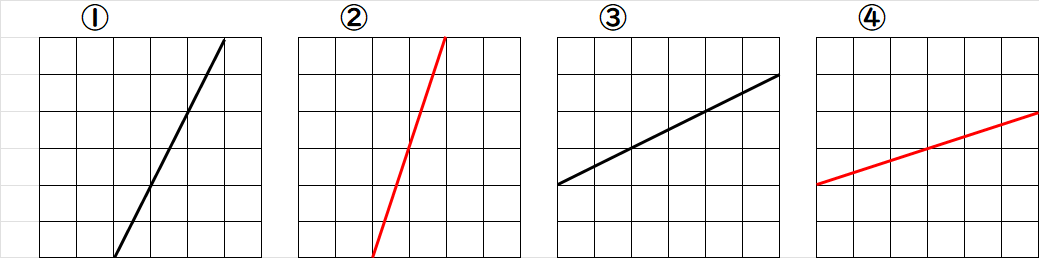 ① ② ③ ④